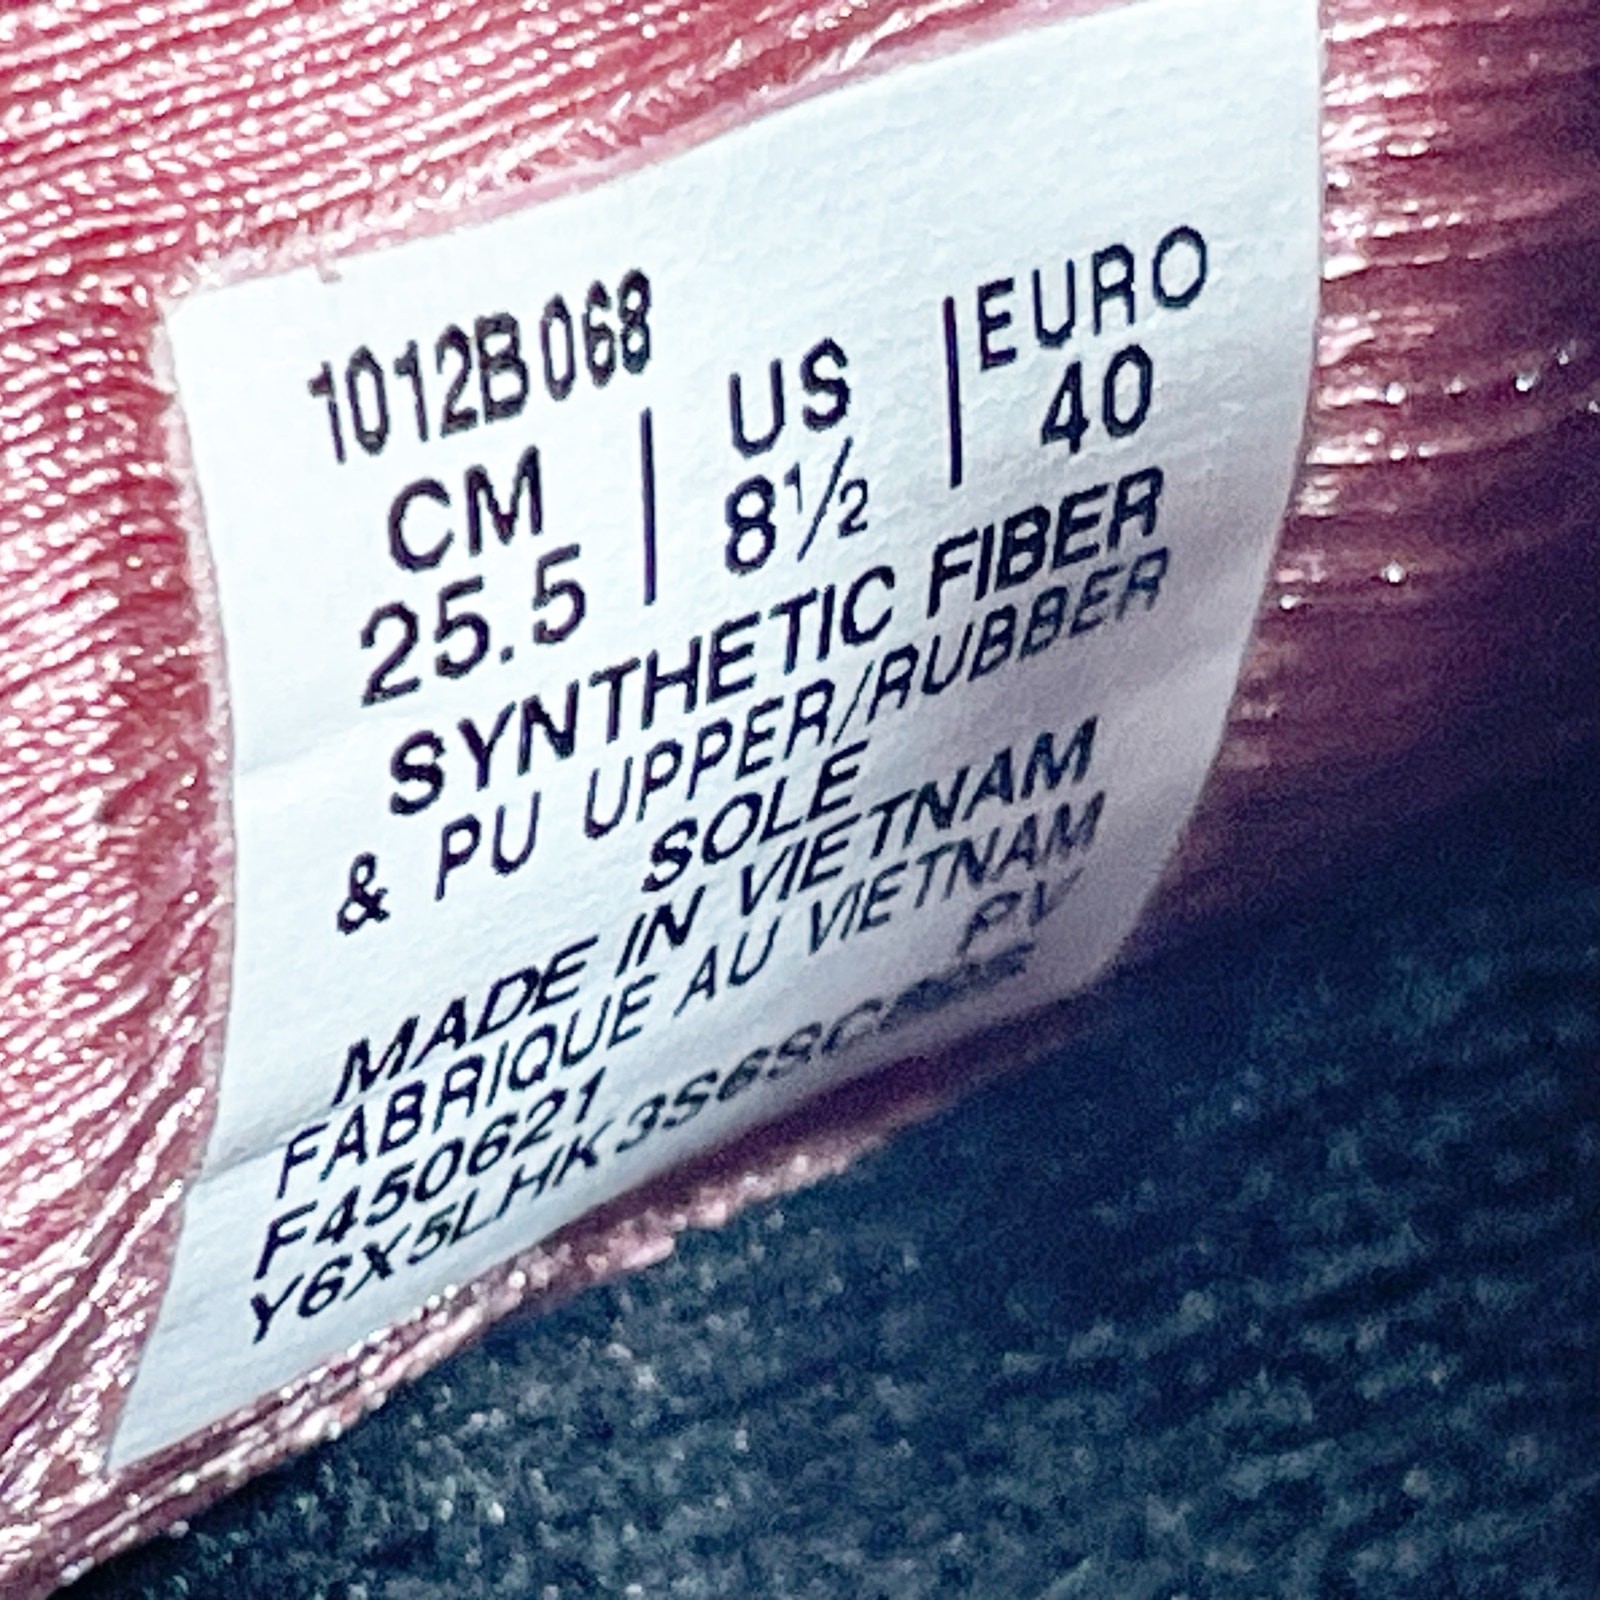 1012B068
CM | US | EURO
25.5 | 8½ | 40
SYNTHETIC FIBER
& PU UPPER/RUBBER
SOLE
MADE IN VIETNAM
FABRIQUE AU VIETNAM
PV
F450621